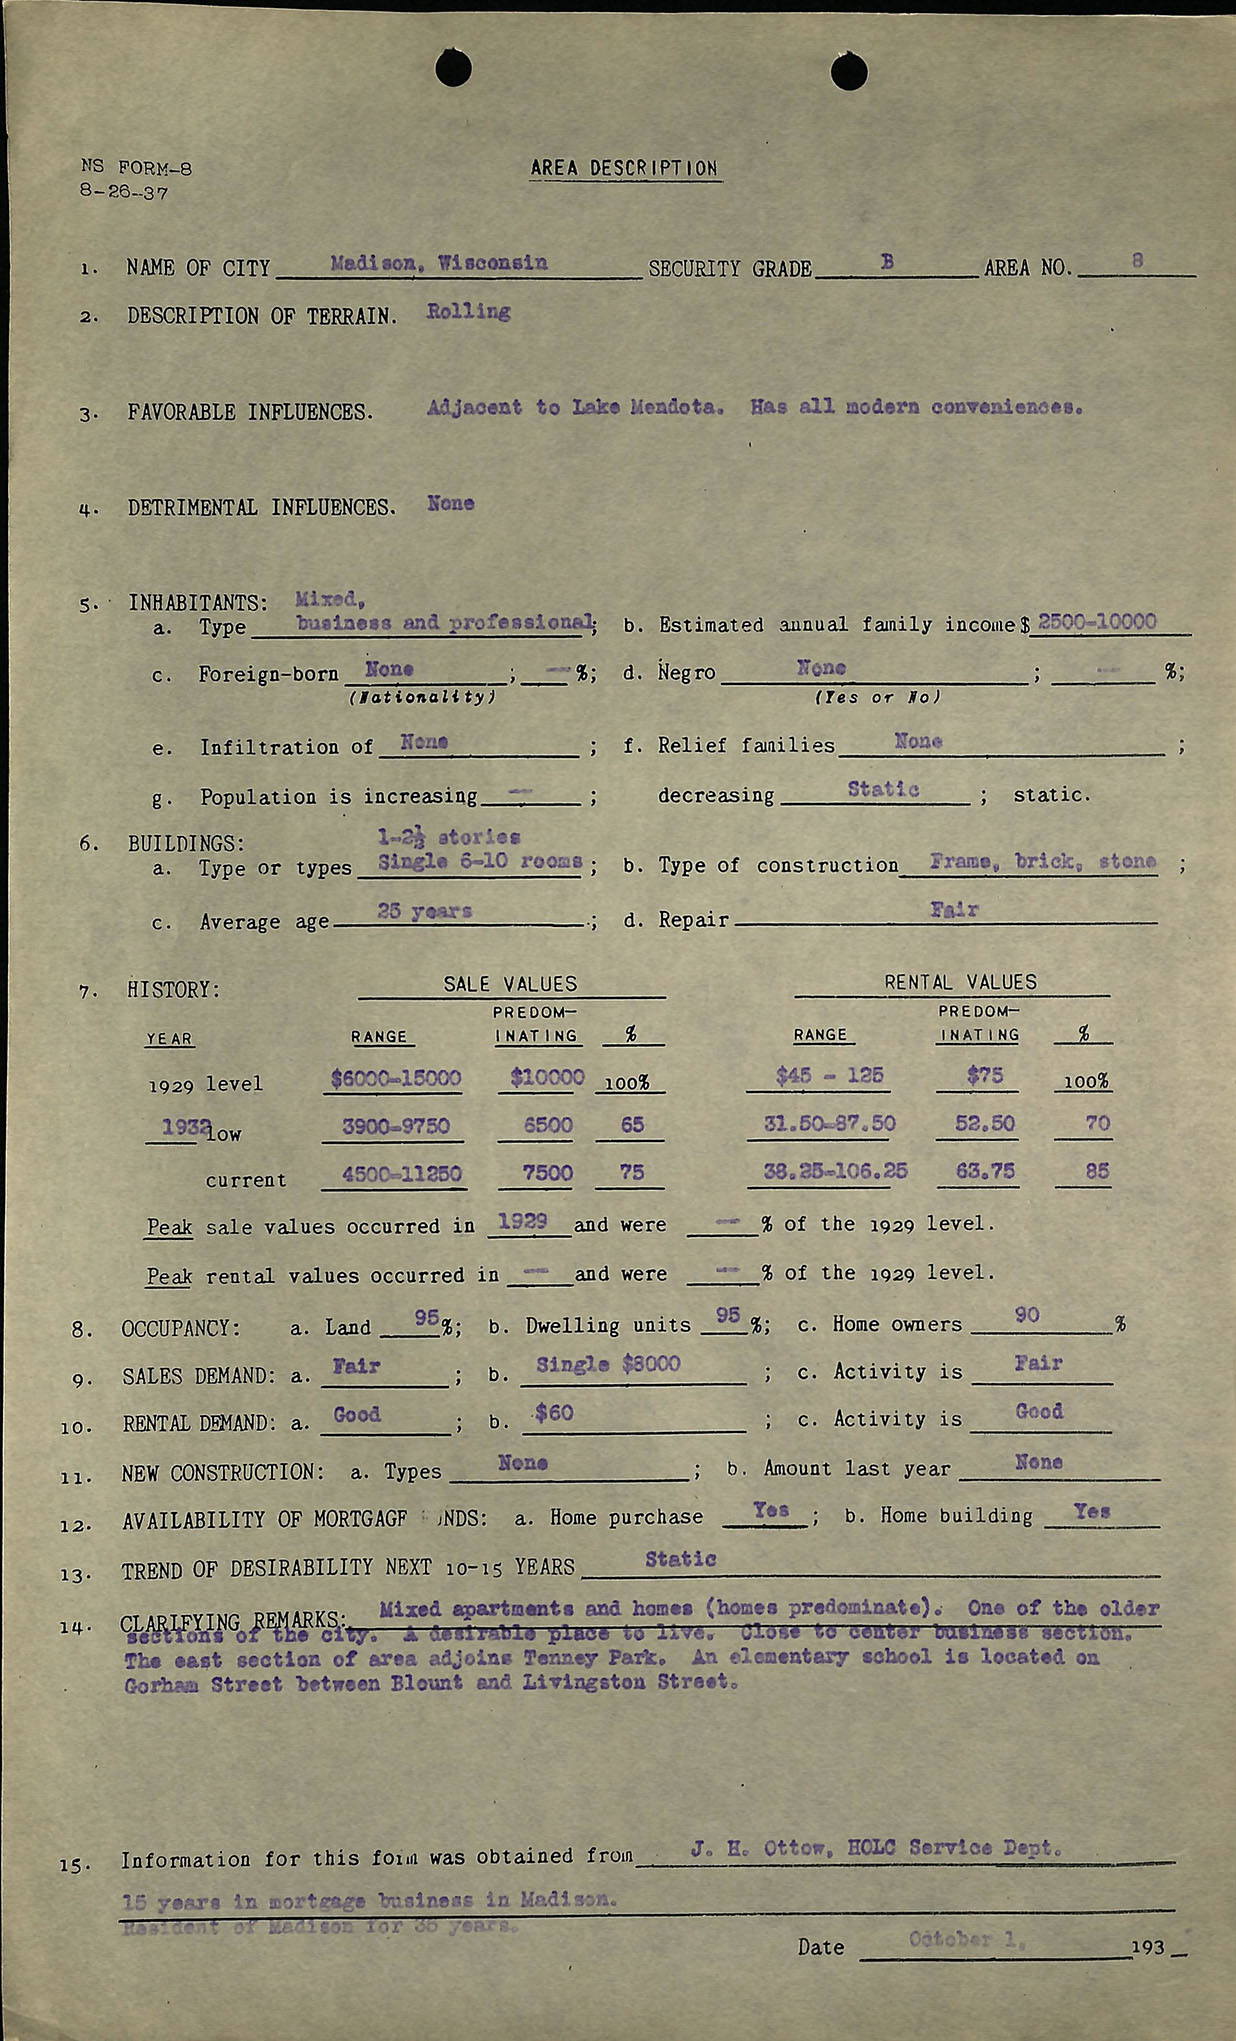 NS FORM-8
8-26-37
AREA DESCRIPTION
1. NAME OF CITY Madison, Wisconsin SECURITY GRADE B AREA NO. 8
2. DESCRIPTION OF TERRAIN. Rolling
3. FAVORABLE INFLUENCES. Adjacent to Lake Mendota. Has all modern conveniences.
4. DETRIMENTAL INFLUENCES. None
5. INHABITANTS: Mixed,
a. Type business and professional; b. Estimated annual family income $ 2500-10000
c. Foreign-born None ; — %; d. Negro None ; — %;
(Nationality) (Yes or No)
e. Infiltration of None ; f. Relief families None ;
g. Population is increasing — ; decreasing Static ; static.
6. BUILDINGS: 1-2½ stories
a. Type or types Single 6-10 rooms ; b. Type of construction Frame, brick, stone ;
c. Average age 25 years ; d. Repair Fair
7. HISTORY: SALE VALUES RENTAL VALUES
PREDOM- PREDOM-
YEAR RANGE INATING % RANGE INATING %
1929 level $6000-15000 $10000 100% $45 - 125 $75 100%
1932 low 3900-9750 6500 65 31.50-87.50 52.50 70
current 4500-11250 7500 75 38.25-106.25 63.75 85
Peak sale values occurred in 1929 and were — % of the 1929 level.
Peak rental values occurred in — and were — % of the 1929 level.
8. OCCUPANCY: a. Land 95%; b. Dwelling units 95%; c. Home owners 90 %
9. SALES DEMAND: a. Fair ; b. Single $8000 ; c. Activity is Fair
10. RENTAL DEMAND: a. Good ; b. $60 ; c. Activity is Good
11. NEW CONSTRUCTION: a. Types None ; b. Amount last year None
12. AVAILABILITY OF MORTGAGE NDS: a. Home purchase Yes ; b. Home building Yes
13. TREND OF DESIRABILITY NEXT 10-15 YEARS Static
14. CLARIFYING REMARKS: Mixed apartments and homes (homes predominate). One of the older
sections of the city. A desirable place to live. Close to center business section.
The east section of area adjoins Tenney Park. An elementary school is located on
Gorham Street between Blount and Livingston Street.
15. Information for this form was obtained from J. H. Ottow, HOLC Service Dept.
15 years in mortgage business in Madison.
Resident of Madison for 35 years.
Date October 1, 193_